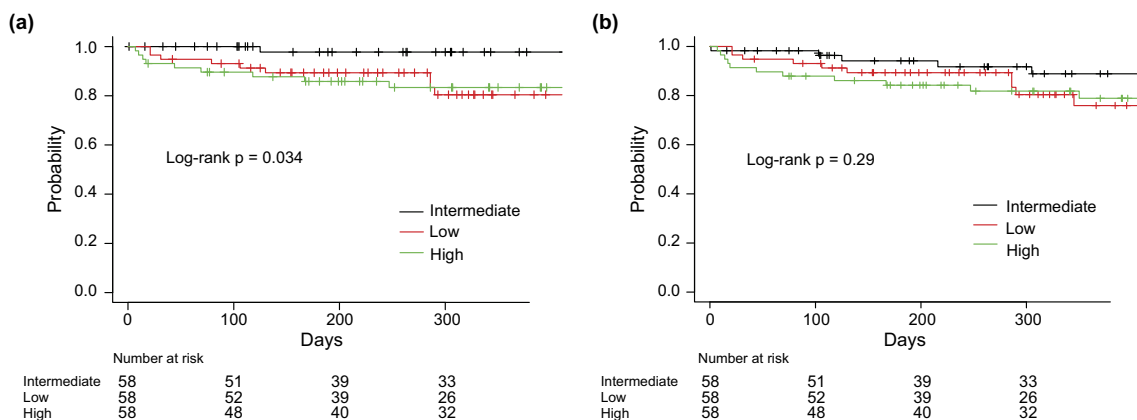 (a)
1.0
0.8
0.6
0.4
0.2
0.0
Probability
Log-rank p = 0.034
Intermediate
Low
High
0 100 200 300
Days
Number at risk
Intermediate 58 51 39 33
Low 58 52 39 26
High 58 48 40 32
(b)
1.0
0.8
0.6
0.4
0.2
0.0
Probability
Log-rank p = 0.29
Intermediate
Low
High
0 100 200 300
Days
Number at risk
Intermediate 58 51 39 33
Low 58 52 39 26
High 58 48 40 32